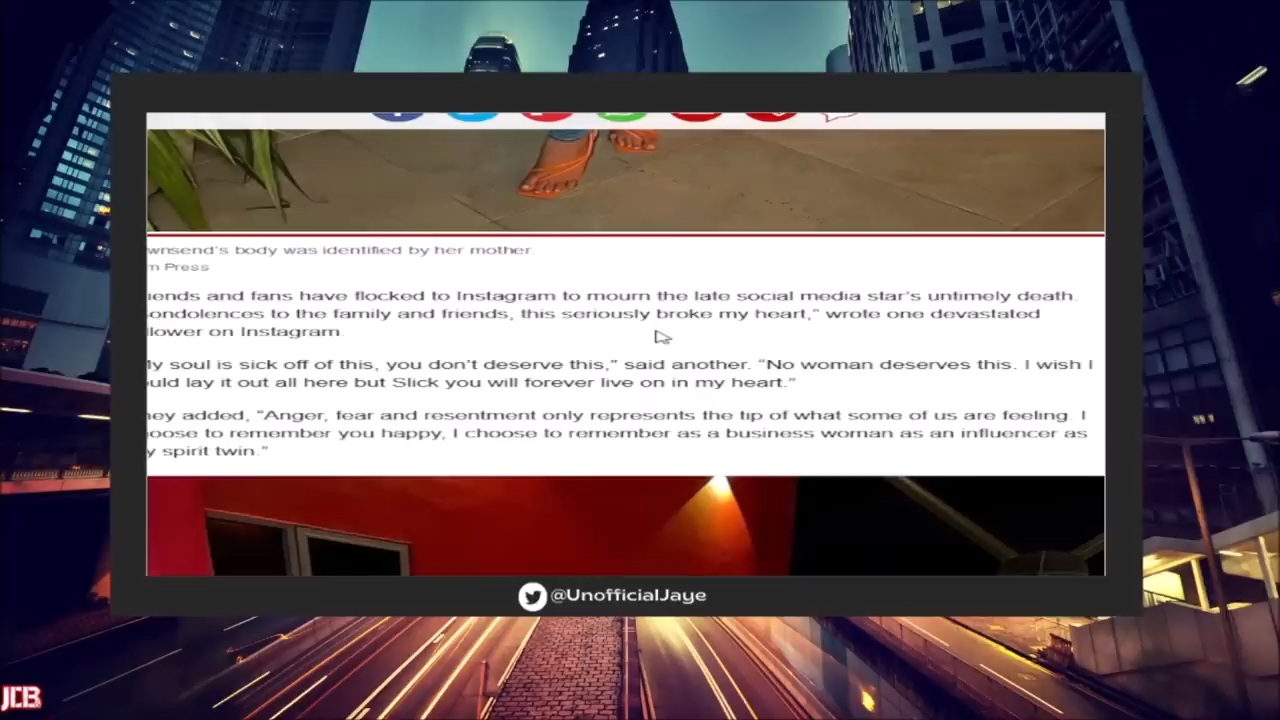 wnsend's body was identified by her mother.
m Press
iends and fans have flocked to Instagram to mourn the late social media star's untimely death.
ondolences to the family and friends, this seriously broke my heart," wrote one devastated
llower on Instagram.
My soul is sick off of this, you don't deserve this," said another. "No woman deserves this. I wish I
ould lay it out all here but Slick you will forever live on in my heart."
hey added, "Anger, fear and resentment only represents the tip of what some of us are feeling. I
oose to remember you happy, I choose to remember as a business woman as an influencer as
y spirit twin."
@UnofficialJaye
JCB